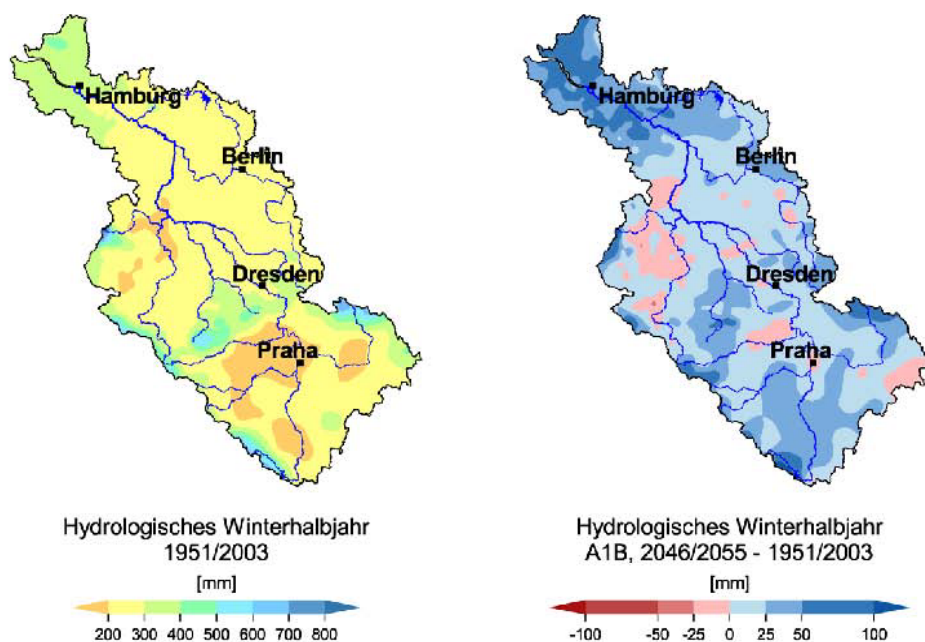 Hamburg
Berlin
Dresden
Praha
Hydrologisches Winterhalbjahr
1951/2003
[mm]
200 300 400 500 600 700 800
Hamburg
Berlin
Dresden
Praha
Hydrologisches Winterhalbjahr
A1B, 2046/2055 - 1951/2003
[mm]
-100 -50 -25 0 25 50 100